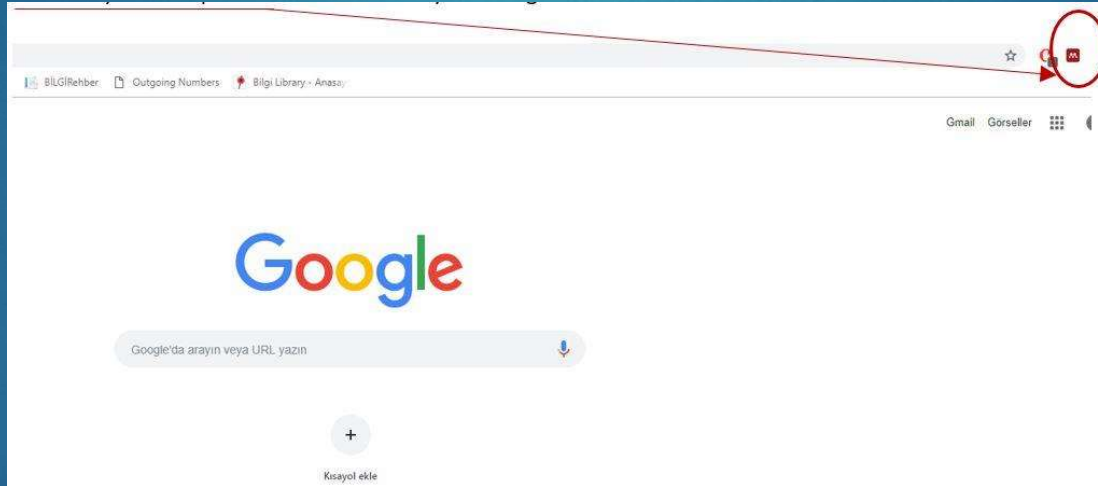 BİLGİRehber Outgoing Numbers Bilgi Library - Anasay
Gmail Görseller
Google
Google'da arayın veya URL yazın
+
Kısayol ekle